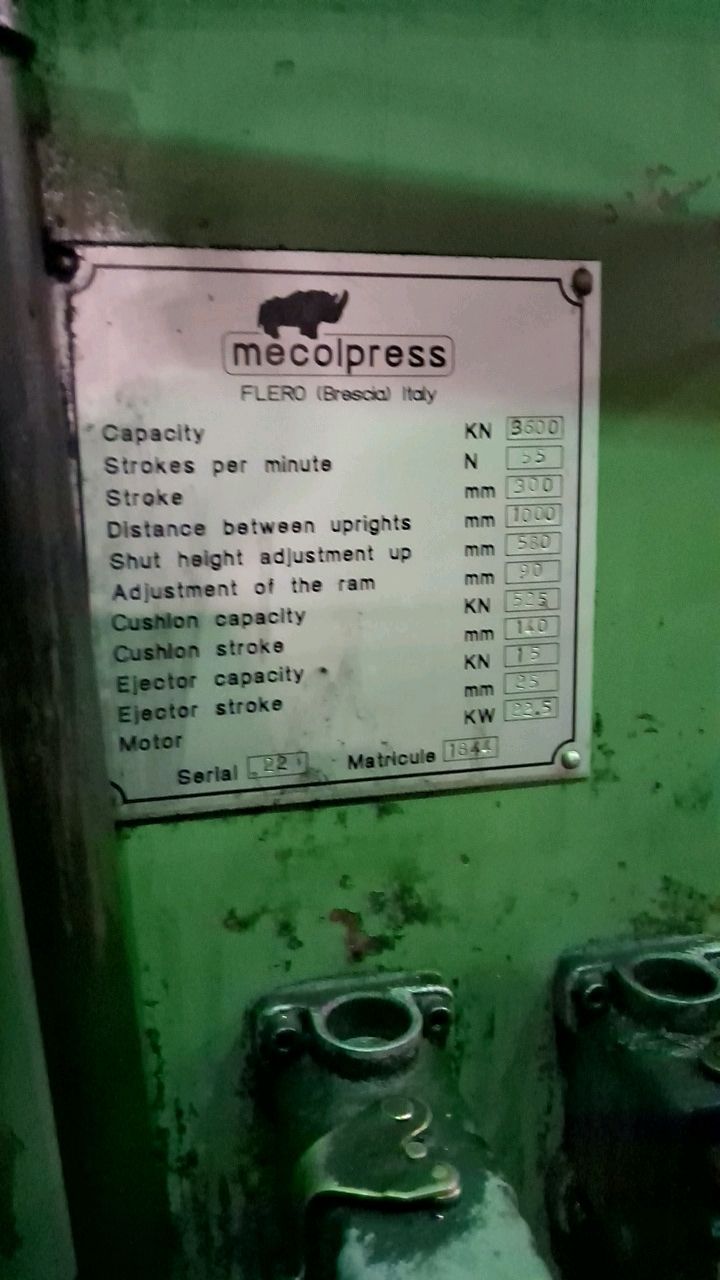 mecolpress
FLERO (Brescia) Italy
Capacity KN 3600
Strokes per minute N 55
Stroke mm 300
Distance between uprights mm 1000
Shut height adjustment up mm 580
Adjustment of the ram mm 90
Cushion capacity KN 525
Cushion stroke mm 140
Ejector capacity KN 15
Ejector stroke mm 25
Motor KW 22.5
Serial 22 Matricule